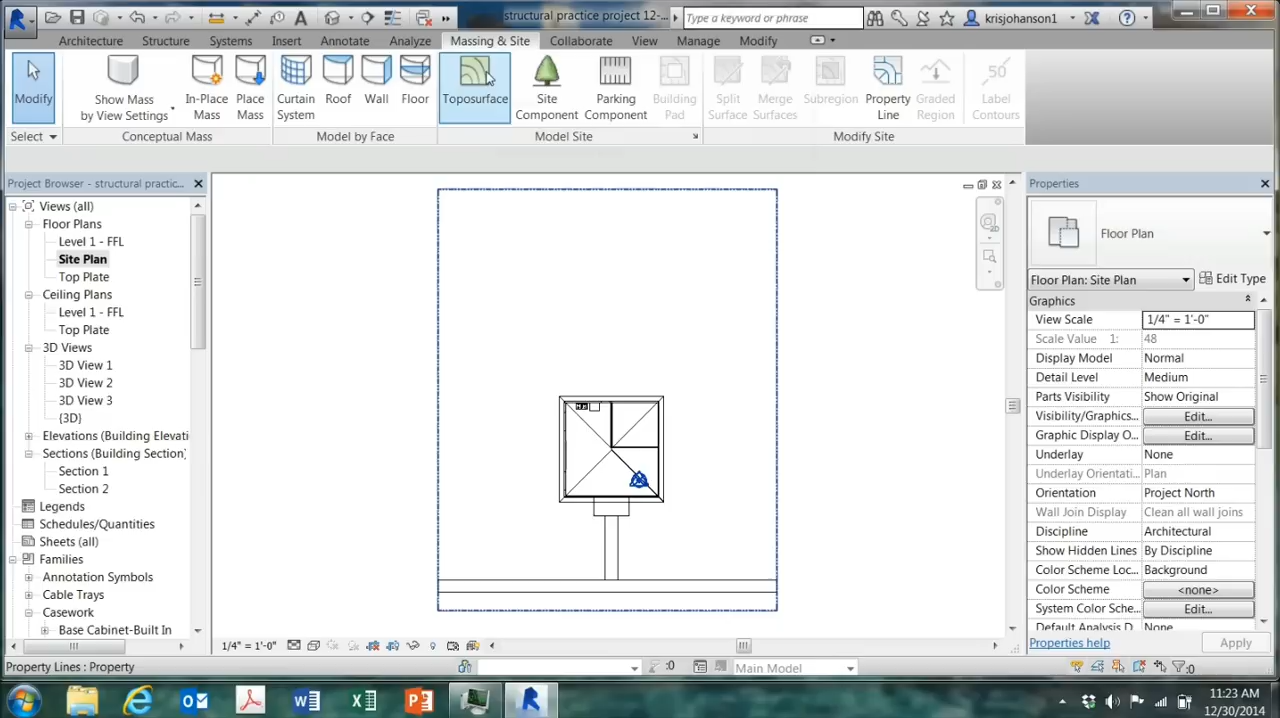 structural practice project 12-...
Type a keyword or phrase
krisjohanson1
Architecture Structure Systems Insert Annotate Analyze Massing & Site Collaborate View Manage Modify
Modify
Show Mass by View Settings
In-Place Mass
Place Mass
Curtain System
Roof
Wall
Floor
Toposurface
Site Component
Parking Component
Building Pad
Split Surface
Merge Surfaces
Subregion
Property Line
Graded Region
50
Label Contours
Select
Conceptual Mass
Model by Face
Model Site
Modify Site
Project Browser - structural practic...
Views (all)
Floor Plans
Level 1 - FFL
Site Plan
Top Plate
Ceiling Plans
Level 1 - FFL
Top Plate
3D Views
3D View 1
3D View 2
3D View 3
{3D}
Elevations (Building Elevati
Sections (Building Section
Section 1
Section 2
Legends
Schedules/Quantities
Sheets (all)
Families
Annotation Symbols
Cable Trays
Casework
Base Cabinet-Built In
Properties
Floor Plan
Floor Plan: Site Plan
Edit Type
Graphics
View Scale 1/4" = 1'-0"
Scale Value 1: 48
Display Model Normal
Detail Level Medium
Parts Visibility Show Original
Visibility/Graphics... Edit...
Graphic Display O... Edit...
Underlay None
Underlay Orientati... Plan
Orientation Project North
Wall Join Display Clean all wall joins
Discipline Architectural
Show Hidden Lines By Discipline
Color Scheme Loc... Background
Color Scheme <none>
System Color Sche... Edit...
Default Analysis D... None
Properties help
Apply
1/4" = 1'-0"
Property Lines : Property
:0
Main Model
:0
11:23 AM
12/30/2014